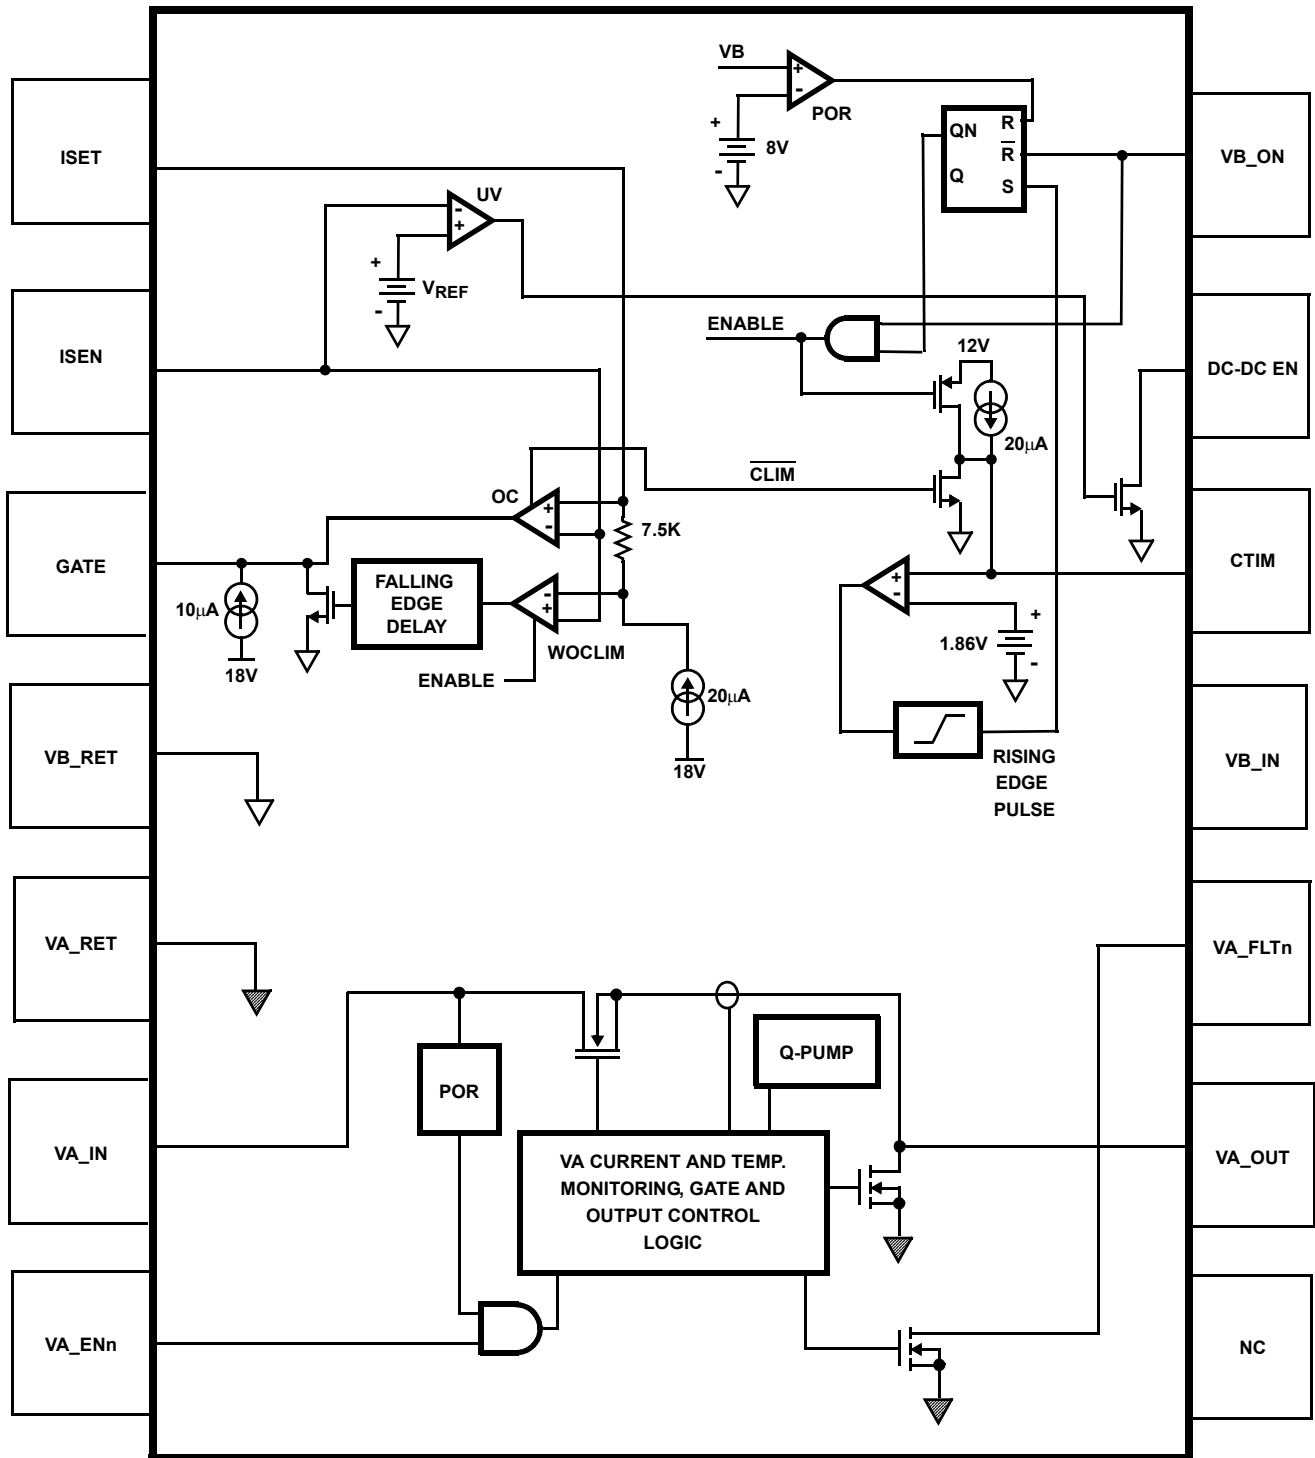 VB
+
-
POR
+
8V
-
QN
R
R
Q
S
ISET
VB_ON
UV
-
+
+
VREF
-
ENABLE
12V
20μA
ISEN
DC-DC EN
CLIM
OC
+
-
7.5K
GATE
10μA
18V
FALLING
EDGE
DELAY
-
+
WOCLIM
ENABLE
20μA
18V
CTIM
+
-
+
1.86V
-
RISING
EDGE
PULSE
VB_RET
VB_IN
VA_RET
VA_FLTn
POR
Q-PUMP
VA_IN
VA CURRENT AND TEMP.
MONITORING, GATE AND
OUTPUT CONTROL
LOGIC
VA_OUT
VA_ENn
NC